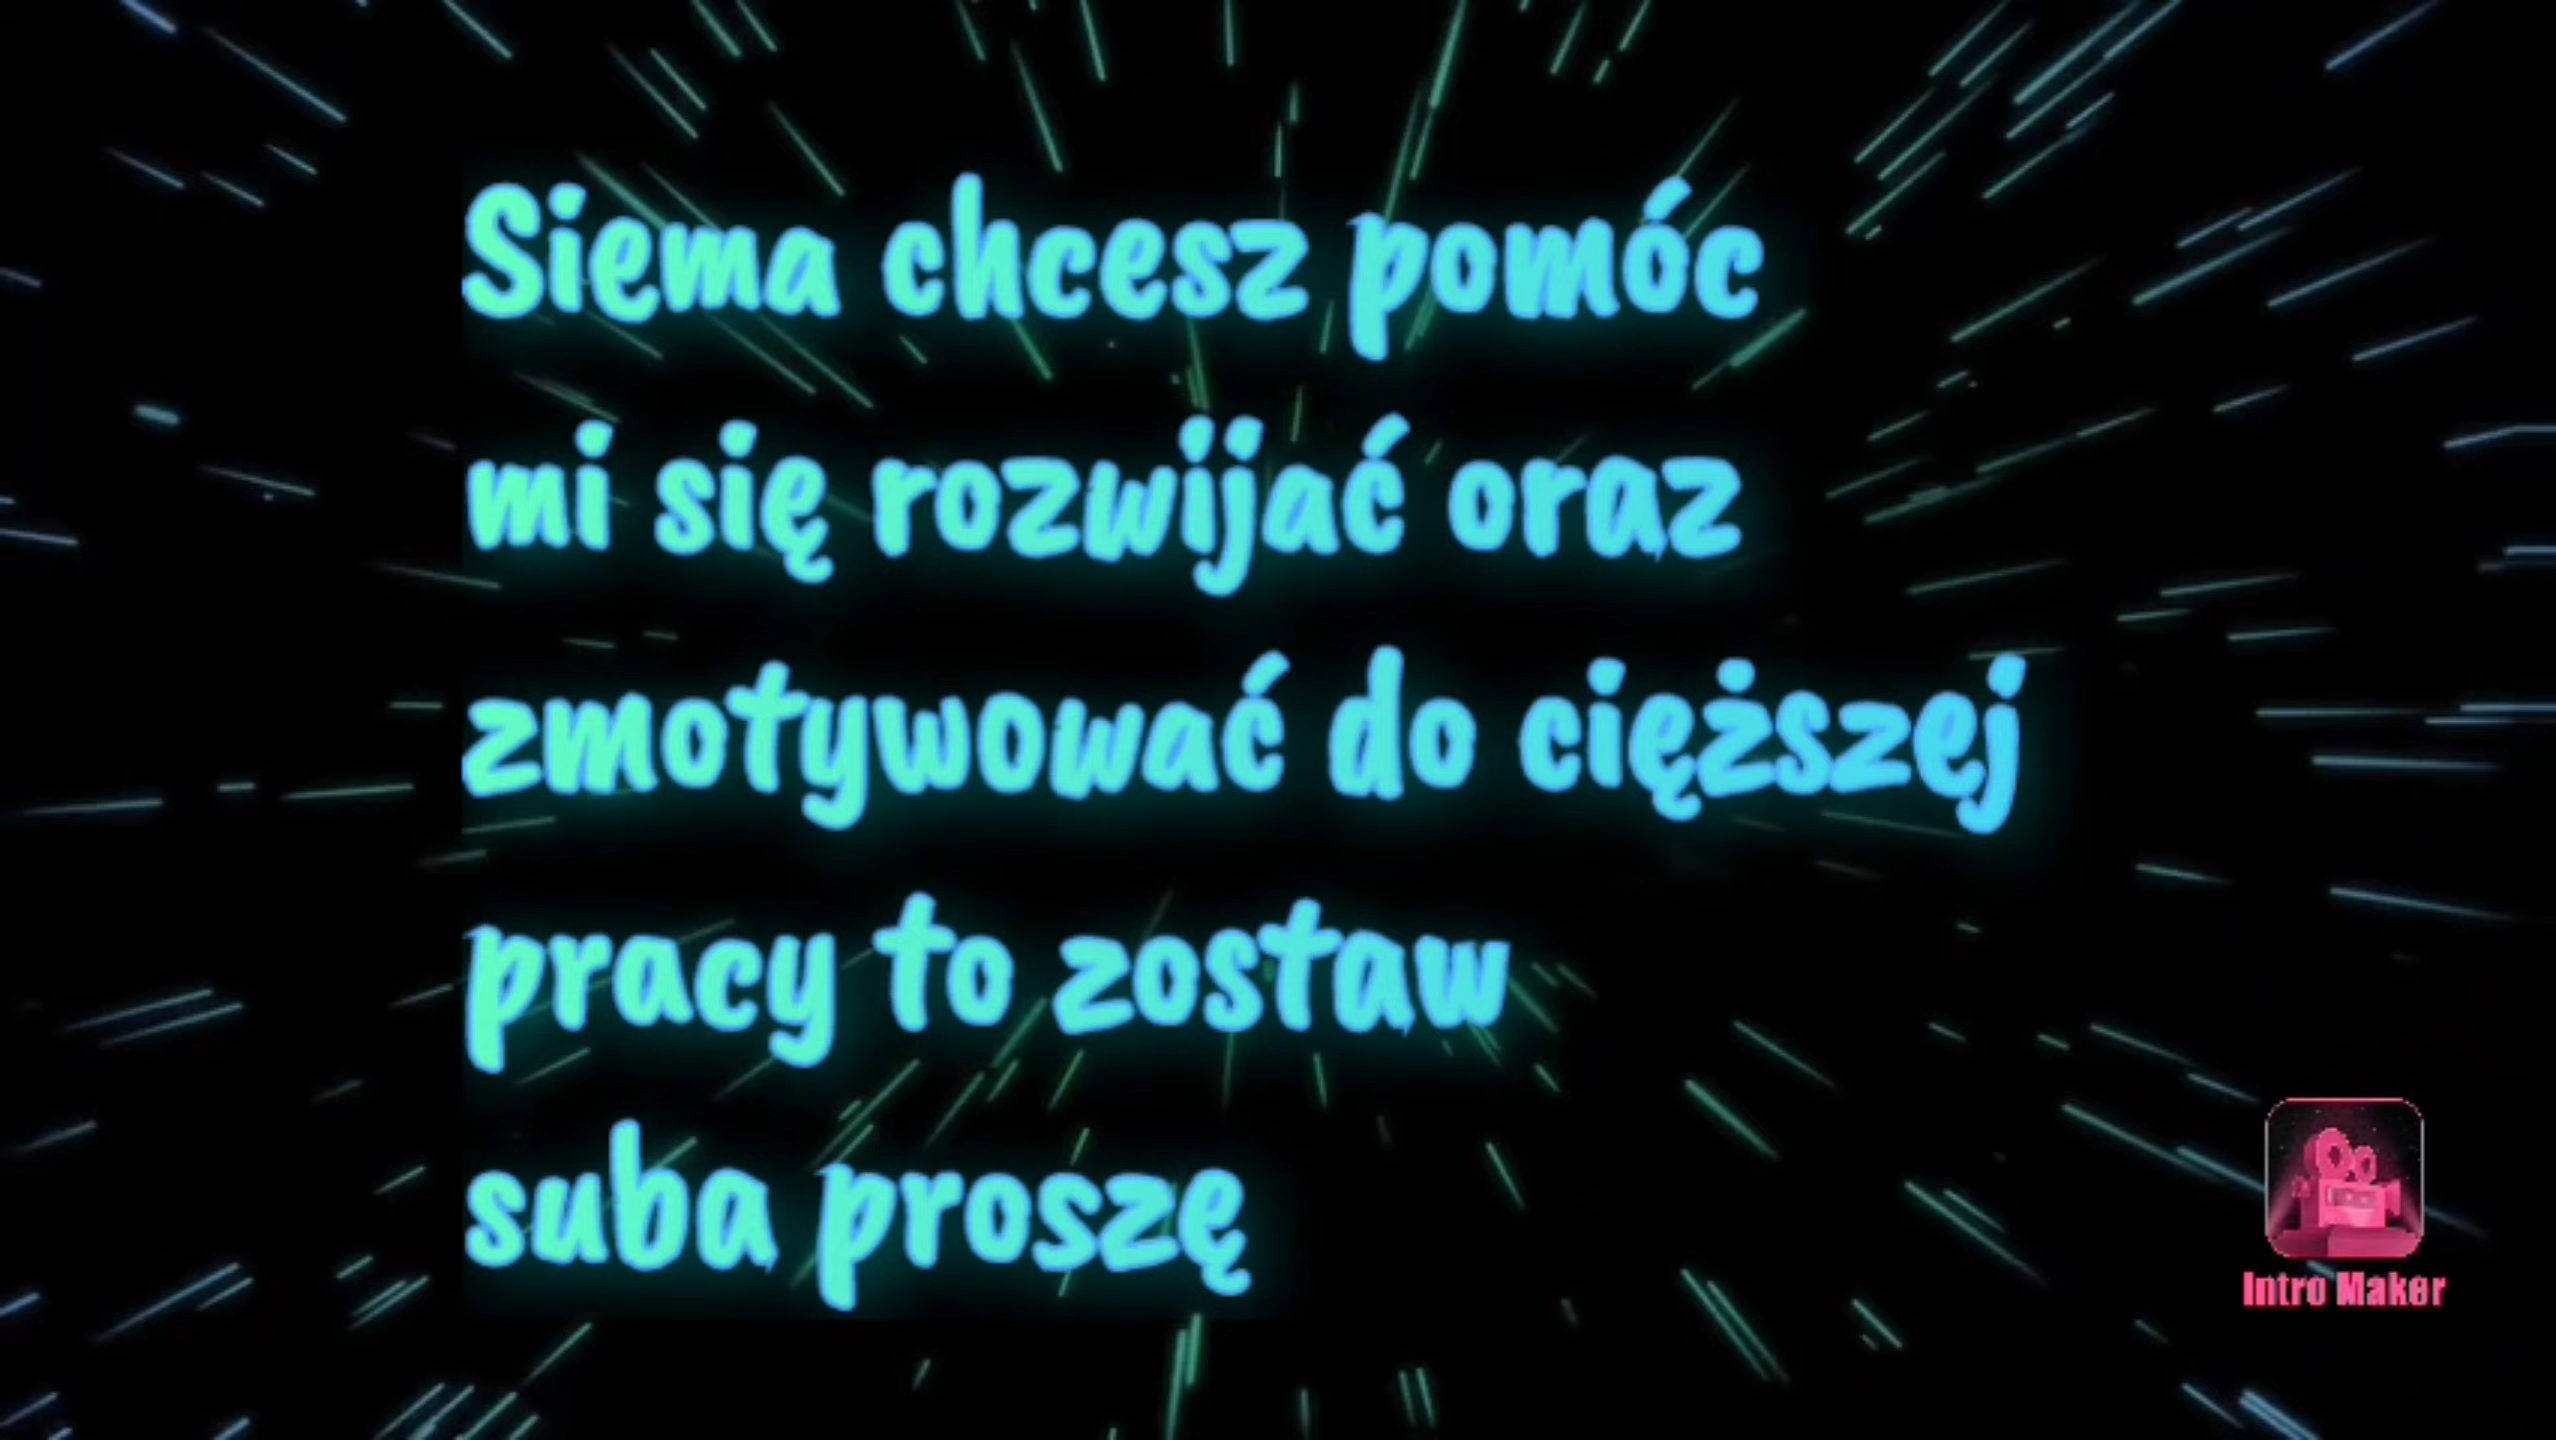 Siema chcesz pomóc
mi się rozwijać oraz
zmotywować do cięższej
pracy to zostaw
suba proszę
Intro Maker